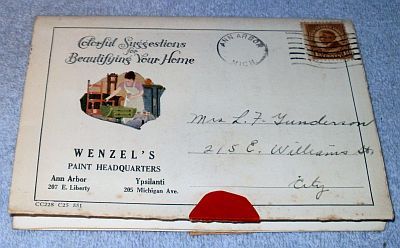 Colorful Suggestions
for
Beautifying Your Home
WENZEL'S
PAINT HEADQUARTERS
Ann Arbor
207 E. Liberty
Ypsilanti
205 Michigan Ave.
CC228 C25 551
ANN ARBOR
MICH.
Mrs L. F. Gunderson
215 E. Williams St.
City